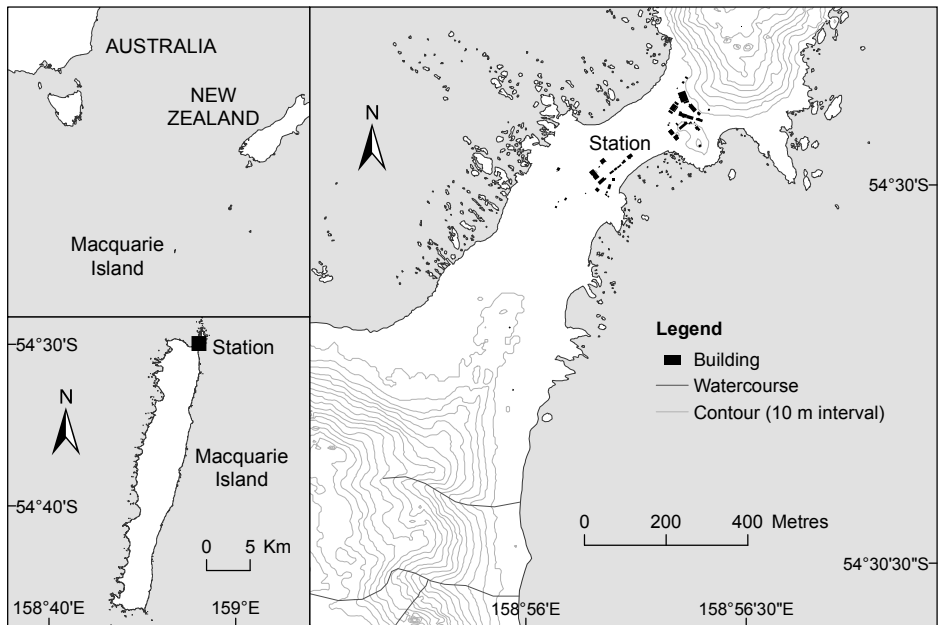 AUSTRALIA
NEW
ZEALAND
Macquarie
Island
54°30'S
Station
N
Macquarie
Island
54°40'S
0 5 Km
158°40'E 159°E
N
Station
54°30'S
Legend
Building
Watercourse
Contour (10 m interval)
0 200 400 Metres
54°30'30"S
158°56'E 158°56'30"E